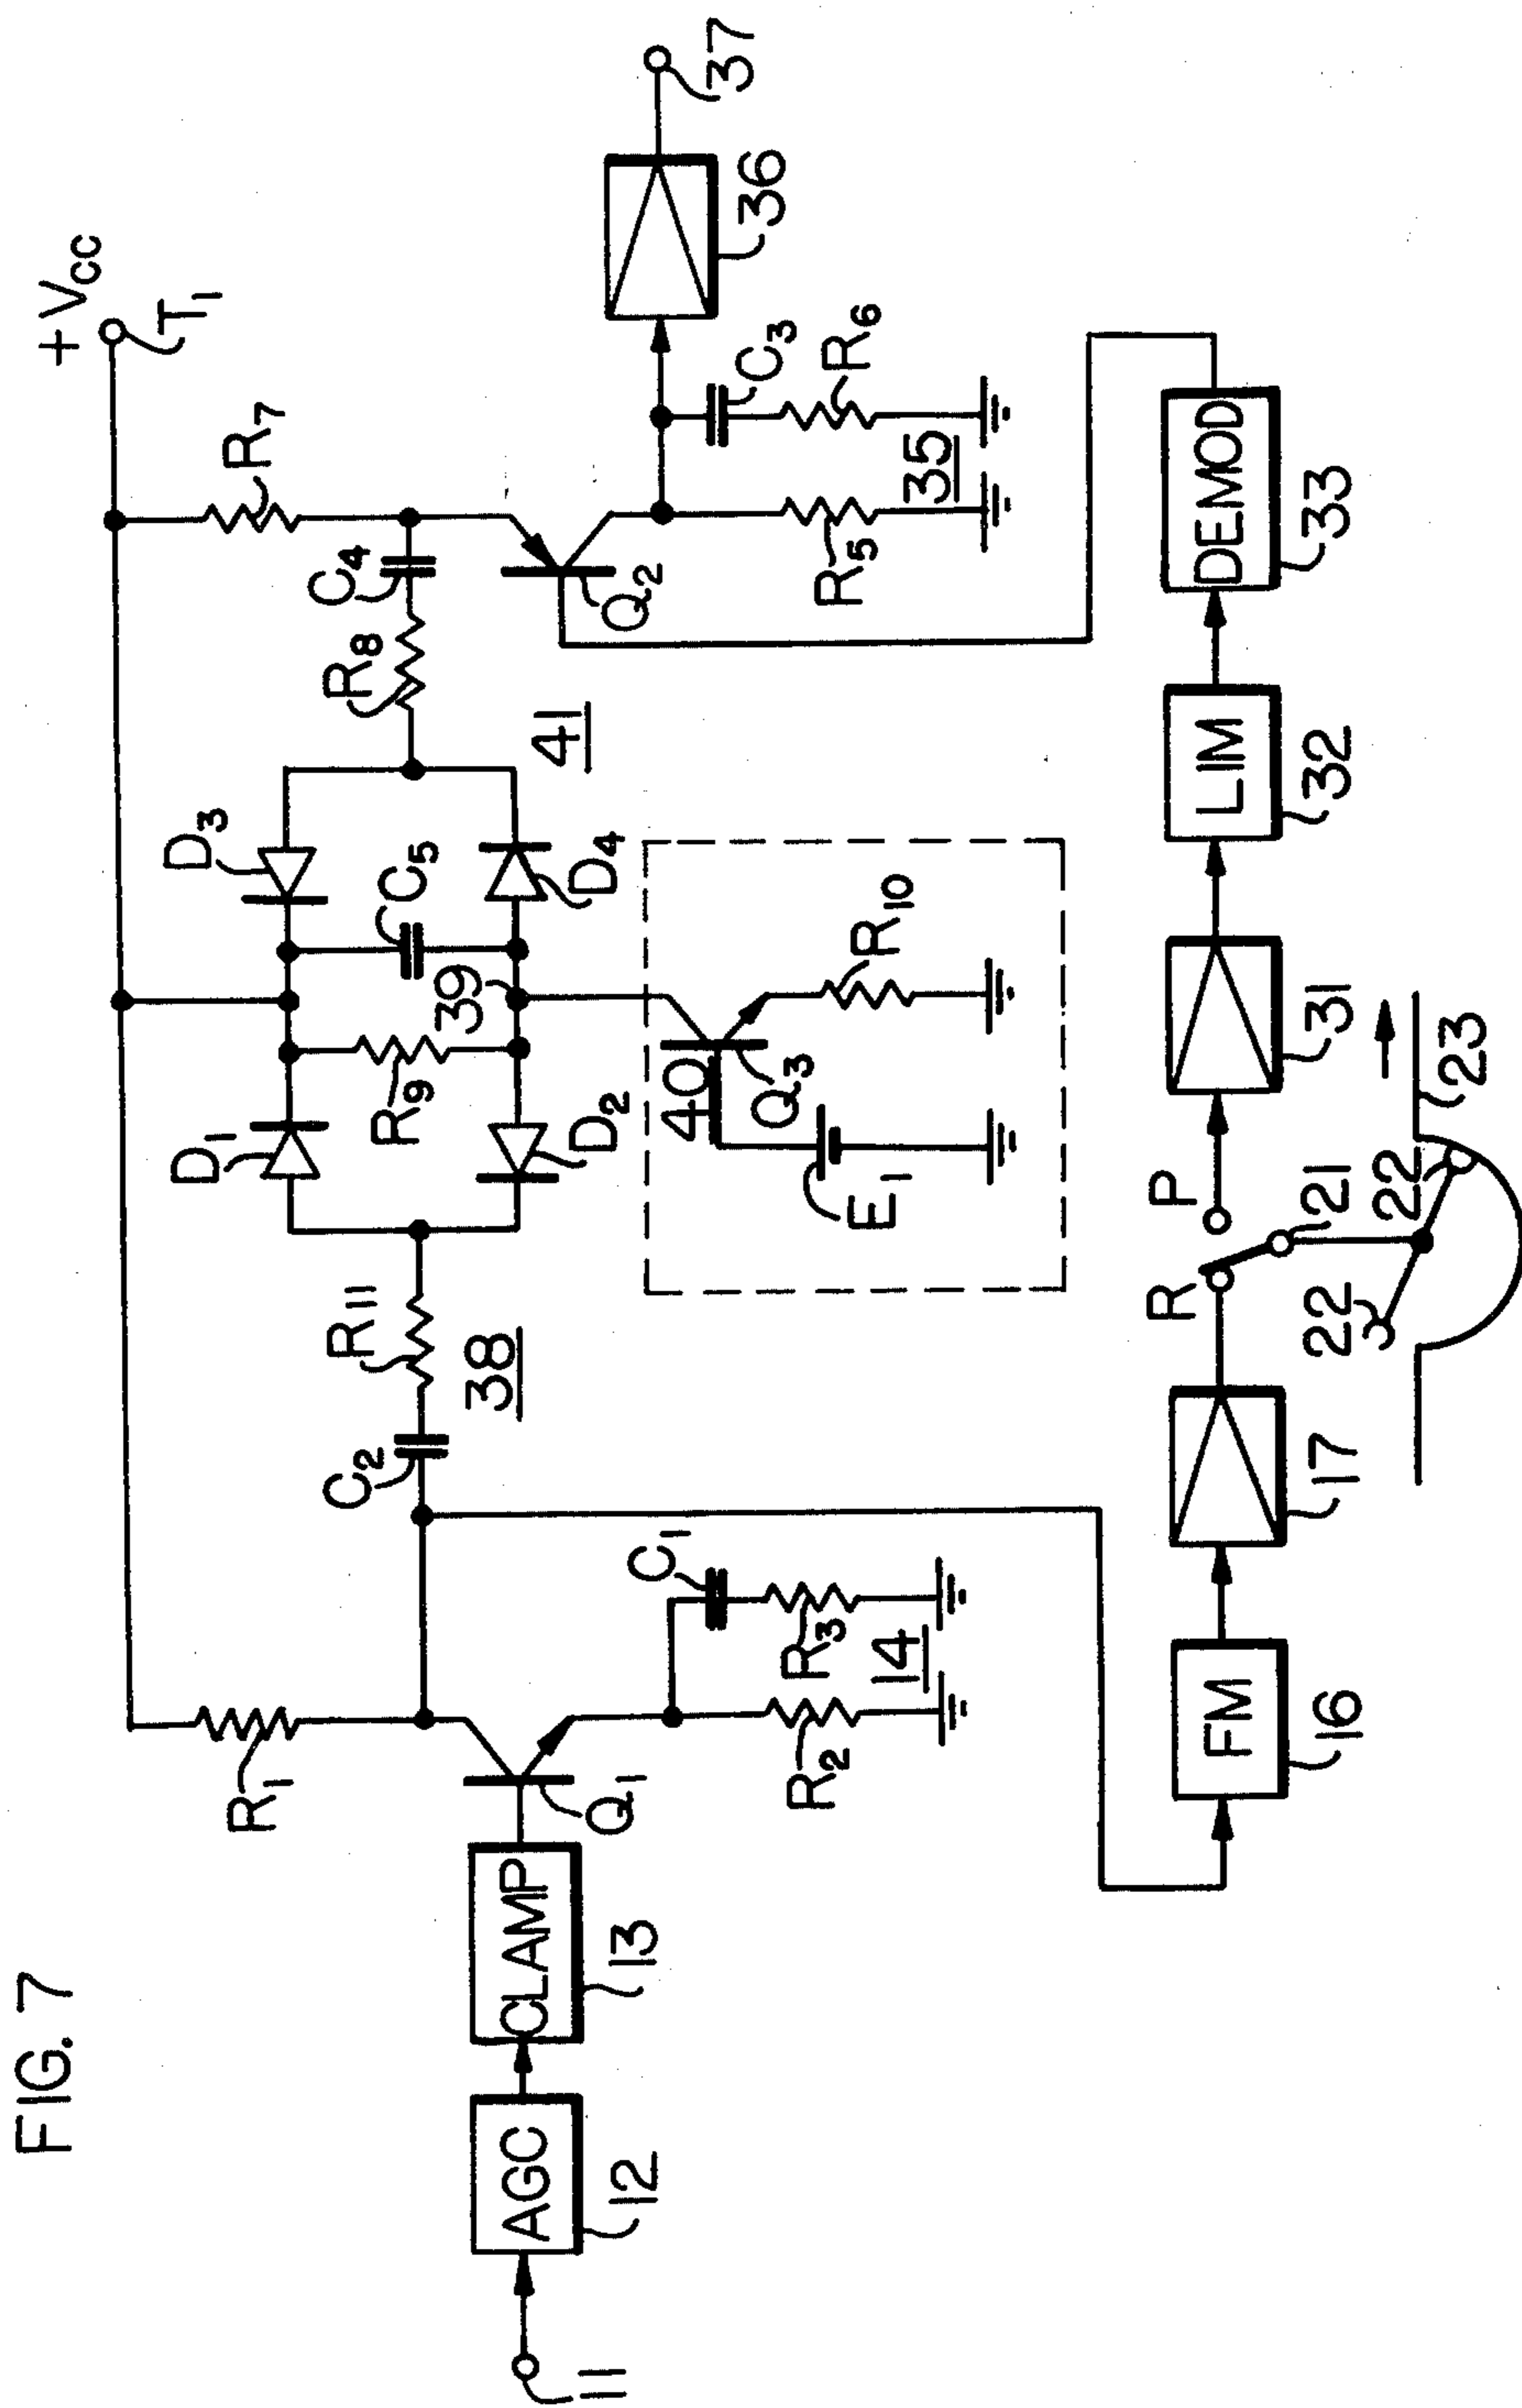 FIG. 7
+VCC
T1
R1
R7
D1
D3
R9
C5
C4
R8
R11
C2
38
41
39
D2
D4
Q2
37
36
C3
R6
R5
35
11
AGC
12
CLAMP
13
Q1
C1
R2
R3
14
40
Q3
E1
R10
FM
16
17
R
P
21
22
22
23
31
LIM
32
DEMOD
33